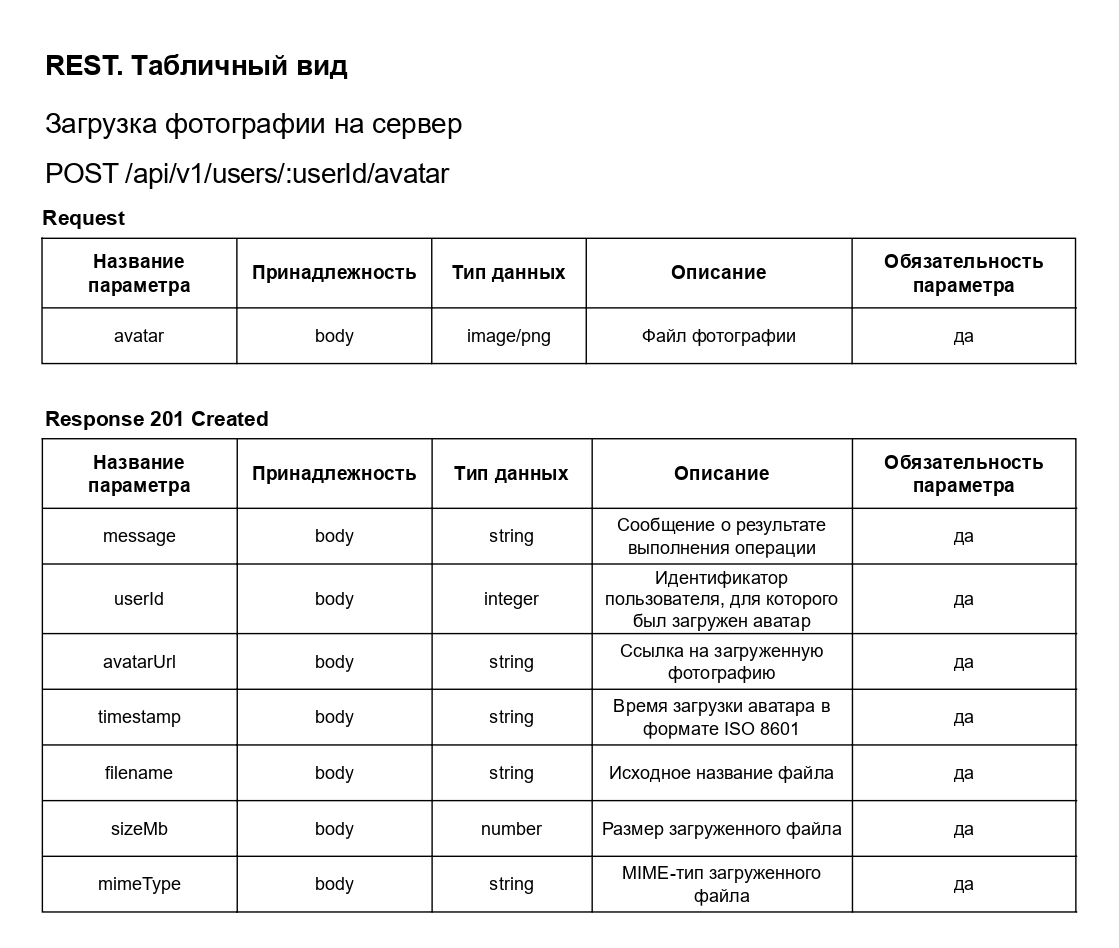 REST. Табличный вид
Загрузка фотографии на сервер
POST /api/v1/users/:userId/avatar
Request
Название параметра Принадлежность Тип данных Описание Обязательность параметра
avatar body image/png Файл фотографии да
Response 201 Created
Название параметра Принадлежность Тип данных Описание Обязательность параметра
message body string Сообщение о результате выполнения операции да
userId body integer Идентификатор пользователя, для которого был загружен аватар да
avatarUrl body string Ссылка на загруженную фотографию да
timestamp body string Время загрузки аватара в формате ISO 8601 да
filename body string Исходное название файла да
sizeMb body number Размер загруженного файла да
mimeType body string MIME-тип загруженного файла да